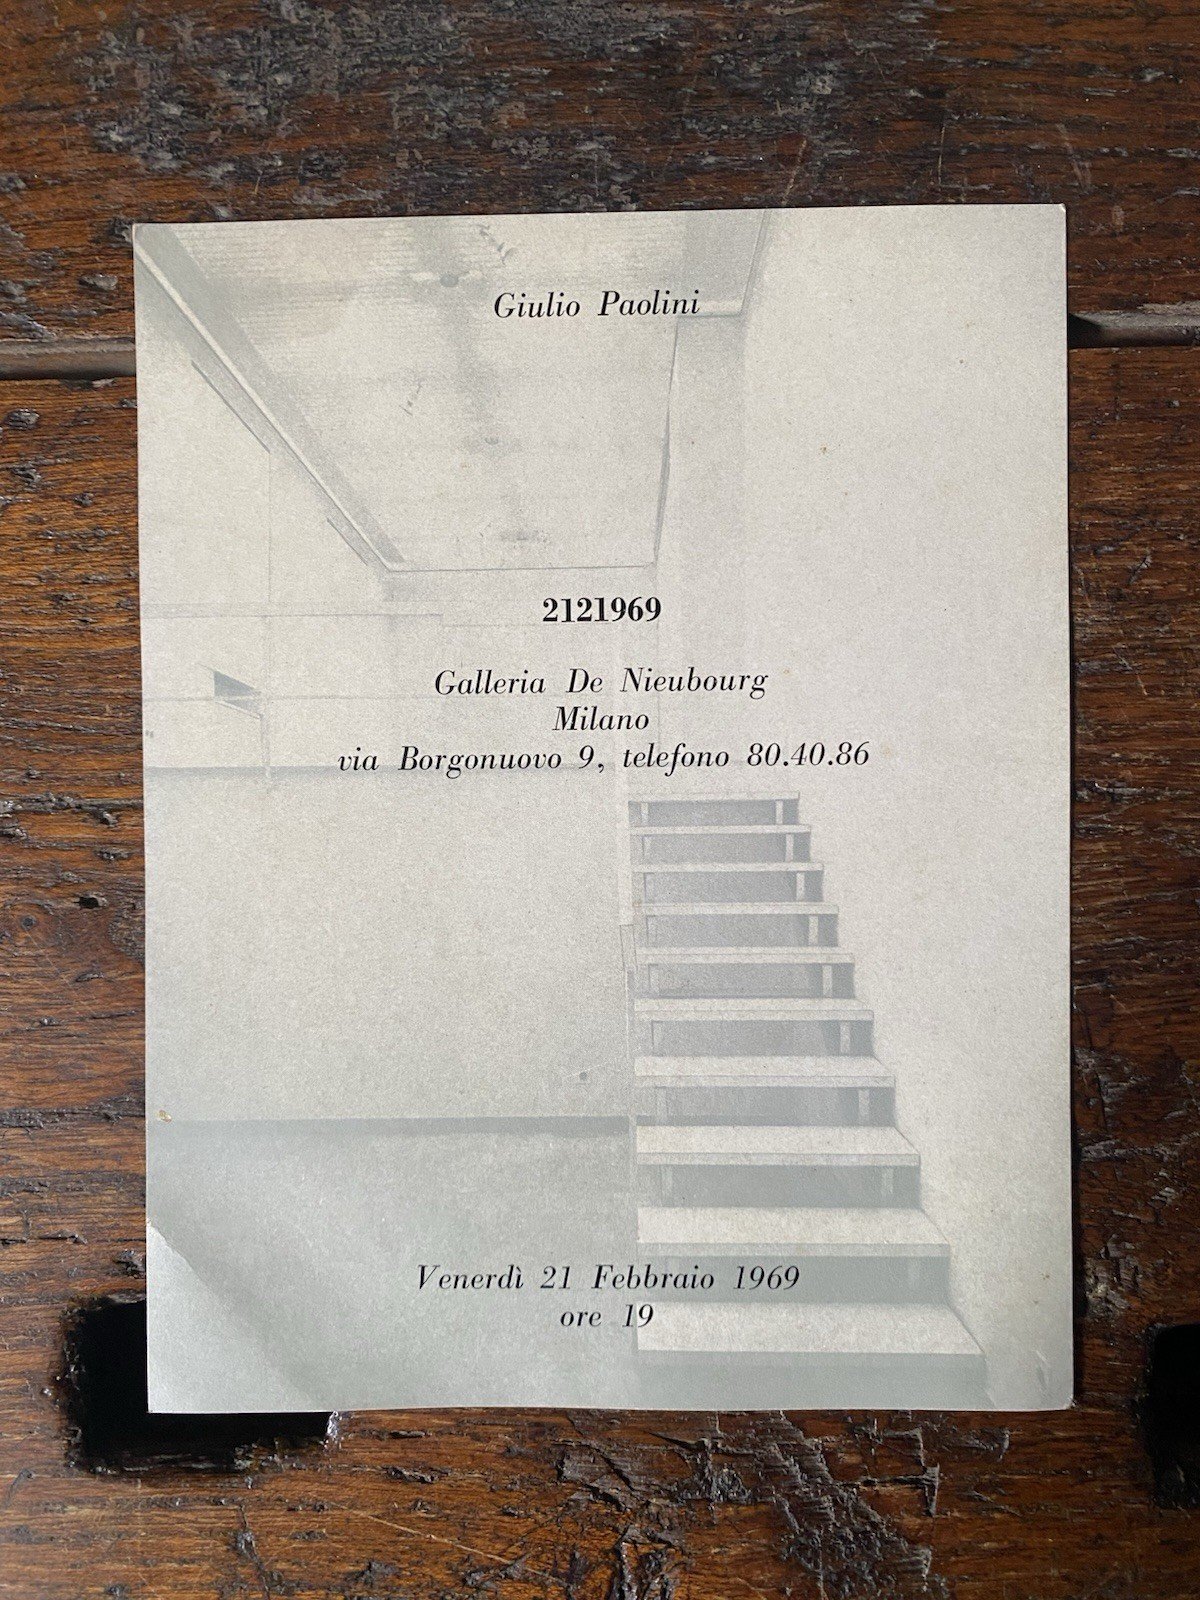 Giulio Paolini
2121969
Galleria De Nieubourg
Milano
via Borgonuovo 9, telefono 80.40.86
Venerdì 21 Febbraio 1969
ore 19